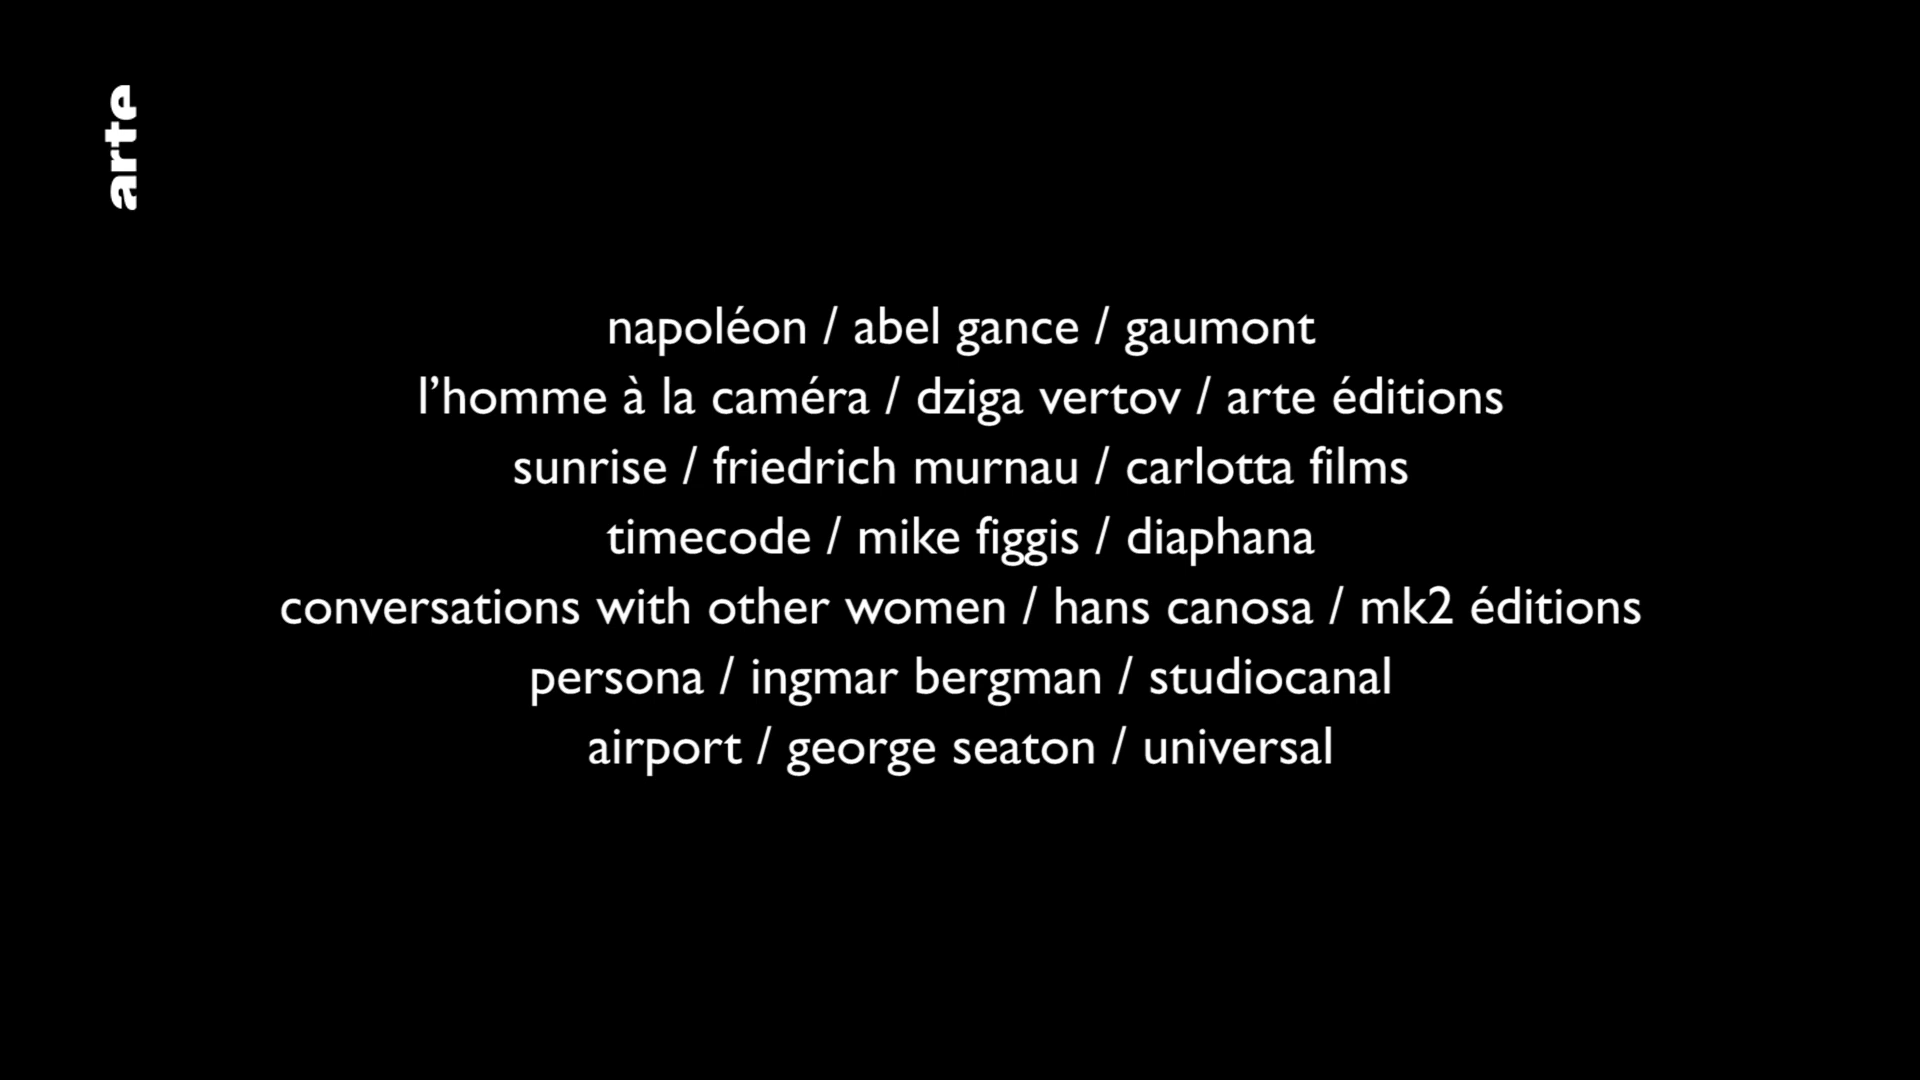 arte
napoléon / abel gance / gaumont
l’homme à la caméra / dziga vertov / arte éditions
sunrise / friedrich murnau / carlotta films
timecode / mike figgis / diaphana
conversations with other women / hans canosa / mk2 éditions
persona / ingmar bergman / studiocanal
airport / george seaton / universal